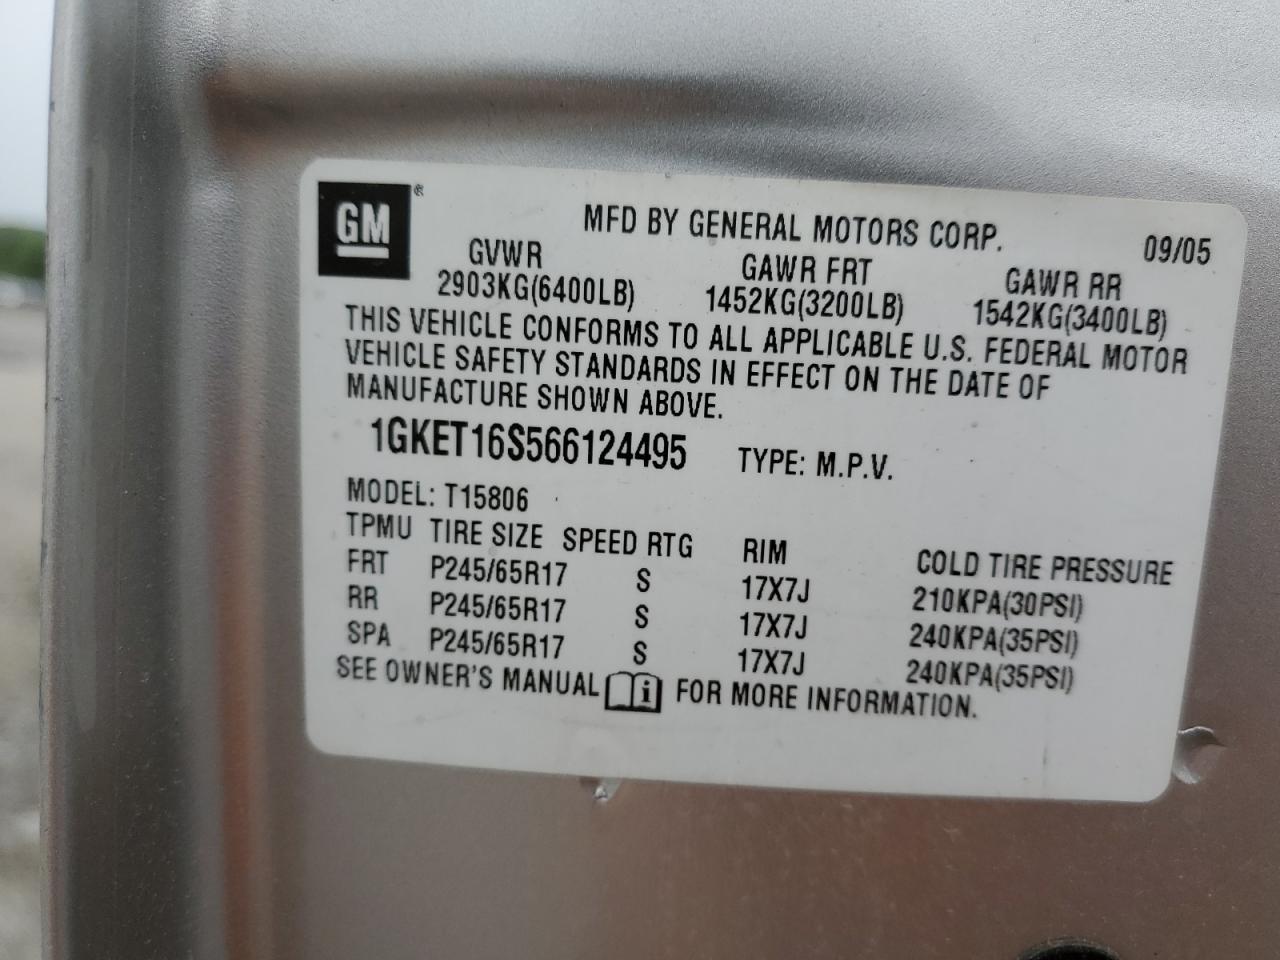 GM®
MFD BY GENERAL MOTORS CORP. 09/05
GVWR GAWR FRT GAWR RR
2903KG(6400LB) 1452KG(3200LB) 1542KG(3400LB)
THIS VEHICLE CONFORMS TO ALL APPLICABLE U.S. FEDERAL MOTOR
VEHICLE SAFETY STANDARDS IN EFFECT ON THE DATE OF
MANUFACTURE SHOWN ABOVE.
1GKET16S566124495 TYPE: M.P.V.
MODEL: T15806
TPMU TIRE SIZE SPEED RTG RIM COLD TIRE PRESSURE
FRT P245/65R17 S 17X7J 210KPA(30PSI)
RR P245/65R17 S 17X7J 240KPA(35PSI)
SPA P245/65R17 S 17X7J 240KPA(35PSI)
SEE OWNER'S MANUAL i FOR MORE INFORMATION.